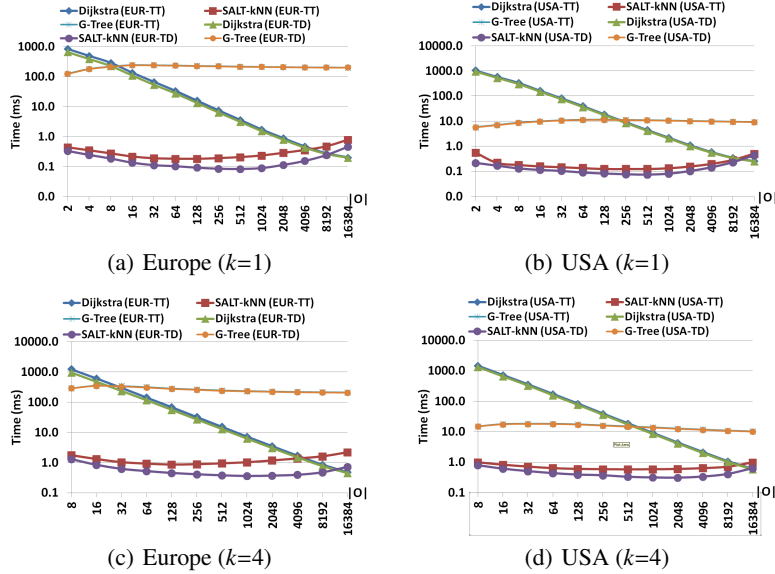 Dijkstra (EUR-TT) SALT-kNN (EUR-TT)
G-Tree (EUR-TT) Dijkstra (EUR-TD)
SALT-kNN (EUR-TD) G-Tree (EUR-TD)
Time (ms)
1000.0
100.0
10.0
1.0
0.1
0.0
2 4 8 16 32 64 128 256 512 1024 2048 4096 8192 16384 |O|
(a) Europe (k=1)
Dijkstra (USA-TT) SALT-kNN (USA-TT)
G-Tree (USA-TT) Dijkstra (USA-TD)
SALT-kNN (USA-TD) G-Tree (USA-TD)
Time (ms)
10000.0
1000.0
100.0
10.0
1.0
0.1
0.0
2 4 8 16 32 64 128 256 512 1024 2048 4096 8192 16384 |O|
(b) USA (k=1)
Dijkstra (EUR-TT) SALT-kNN (EUR-TT)
G-Tree (EUR-TT) Dijkstra (EUR-TD)
SALT-kNN (EUR-TD) G-Tree (EUR-TD)
Time (ms)
10000.0
1000.0
100.0
10.0
1.0
0.1
8 16 32 64 128 256 512 1024 2048 4096 8192 16384 |O|
(c) Europe (k=4)
Dijkstra (USA-TT) SALT-kNN (USA-TT)
G-Tree (USA-TT) Dijkstra (USA-TD)
SALT-kNN (USA-TD) G-Tree (USA-TD)
Time (ms)
10000.0
1000.0
100.0
10.0
1.0
0.1
Plot Area
8 16 32 64 128 256 512 1024 2048 4096 8192 16384 |O|
(d) USA (k=4)